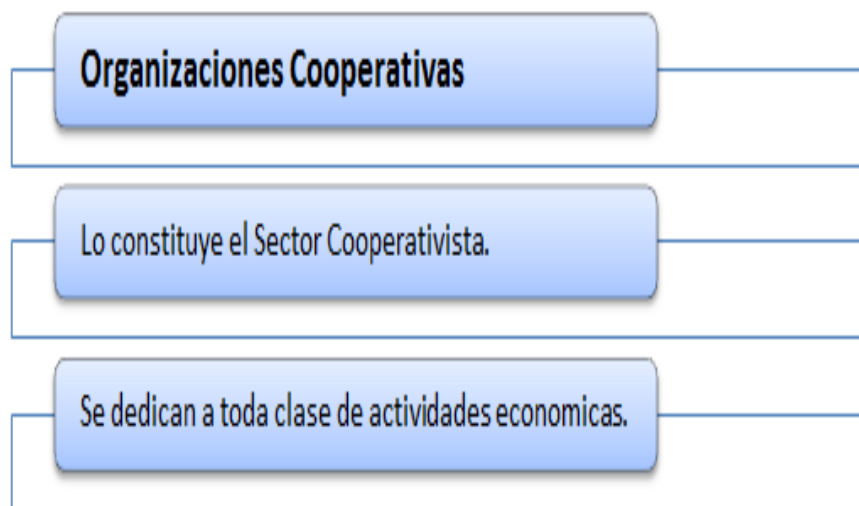 Organizaciones Cooperativas
Lo constituye el Sector Cooperativista.
Se dedican a toda clase de actividades economicas.